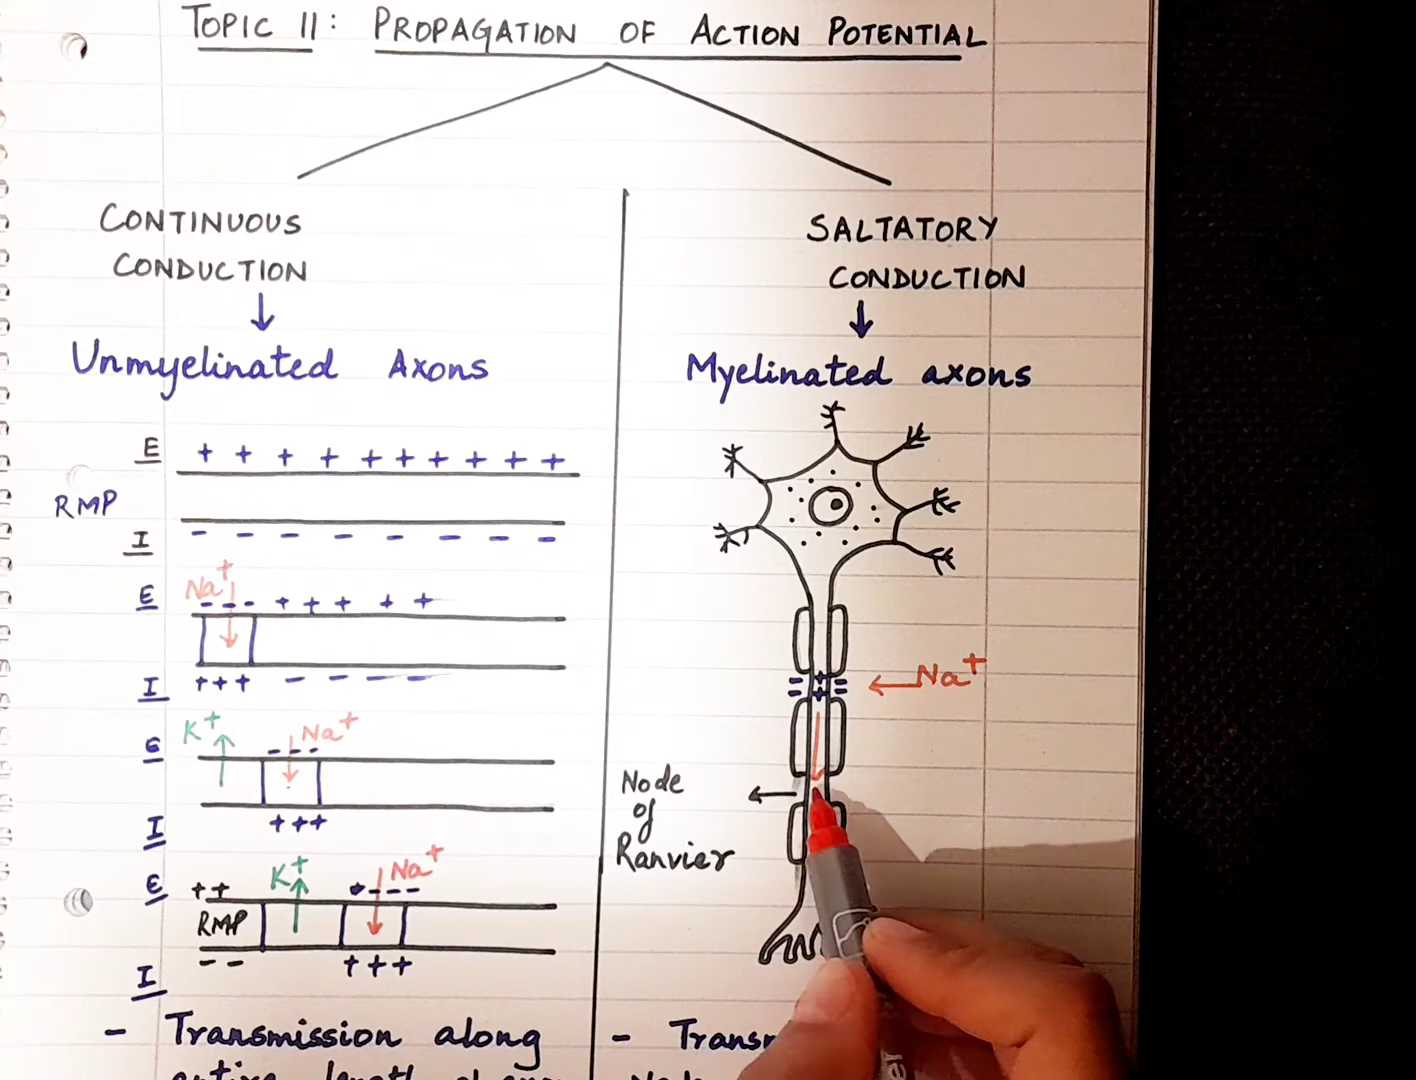 TOPIC 11: PROPAGATION OF ACTION POTENTIAL
CONTINUOUS
CONDUCTION
↓
Unmyelinated Axons
E + + + + + + + + + +
RMP
I - - - - - - - -
Na+
E - - - + + + + +
I +++ - - - -
K+ Na+
E - - -
I +++
K+ Na+
E ++ - - -
RMP
- - +++
I
- Transmission along
SALTATORY
CONDUCTION
↓
Myelinated axons
= ++ = ← Na+
Node
of
Ranvier
-